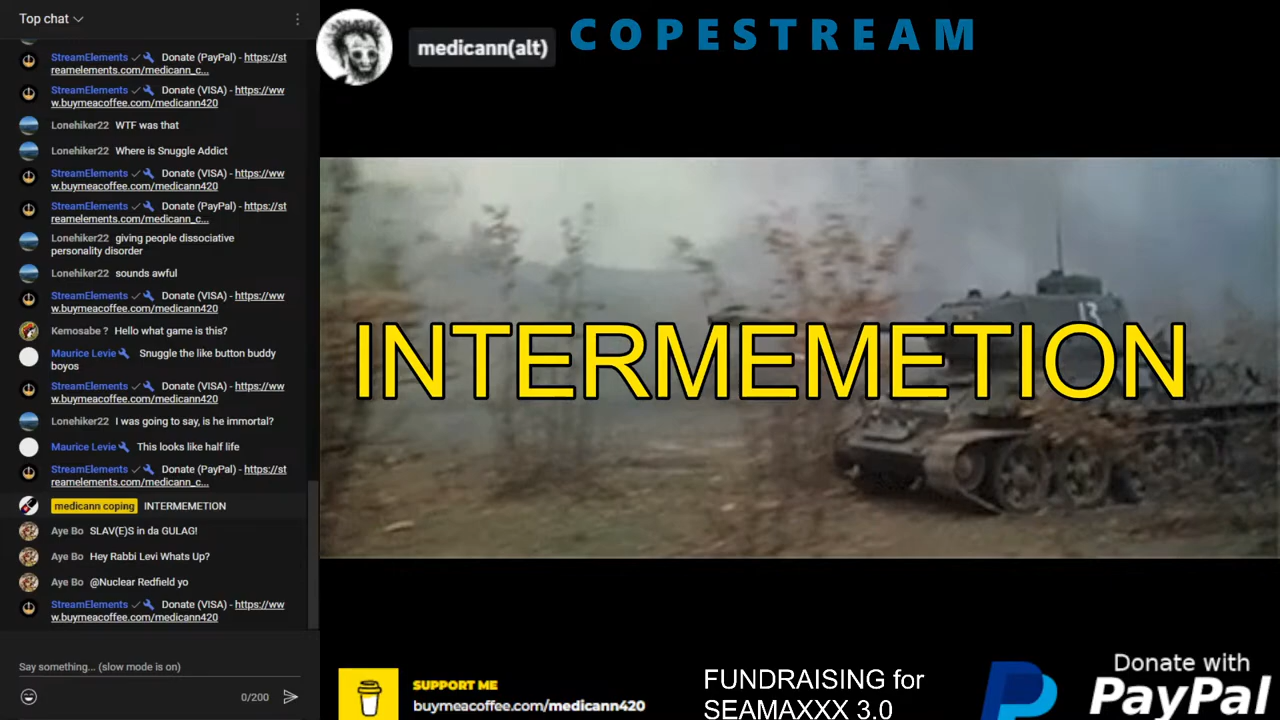 Top chat
StreamElements Donate (PayPal) - https://st
reamelements.com/medicann_c...
StreamElements Donate (VISA) - https://ww
w.buymeacoffee.com/medicann420
Lonehiker22 WTF was that
Lonehiker22 Where is Snuggle Addict
StreamElements Donate (VISA) - https://ww
w.buymeacoffee.com/medicann420
StreamElements Donate (PayPal) - https://st
reamelements.com/medicann_c...
Lonehiker22 giving people dissociative
personality disorder
Lonehiker22 sounds awful
StreamElements Donate (VISA) - https://ww
w.buymeacoffee.com/medicann420
Kemosabe ? Hello what game is this?
Maurice Levie Snuggle the like button buddy
boyos
StreamElements Donate (VISA) - https://ww
w.buymeacoffee.com/medicann420
Lonehiker22 I was going to say, is he immortal?
Maurice Levie This looks like half life
StreamElements Donate (PayPal) - https://st
reamelements.com/medicann_c...
medicann coping INTERMEMETION
Aye Bo SLAV(E)S in da GULAG!
Aye Bo Hey Rabbi Levi Whats Up?
Aye Bo @Nuclear Redfield yo
StreamElements Donate (VISA) - https://ww
w.buymeacoffee.com/medicann420
Say something... (slow mode is on)
0/200
medicann(alt)
COPESTREAM
13
INTERMEMETION
SUPPORT ME
buymeacoffee.com/medicann420
FUNDRAISING for
SEAMAXXX 3.0
Donate with
PayPal